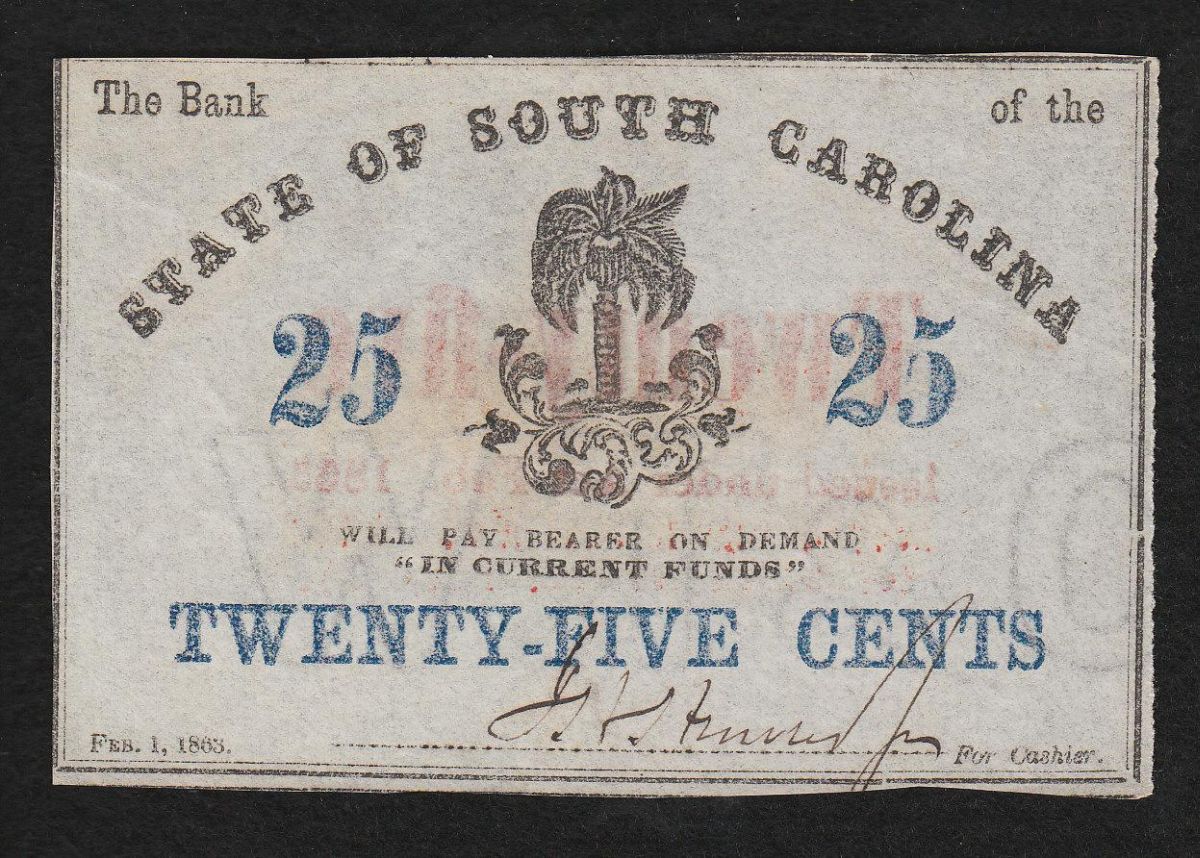 The Bank of the
STATE OF SOUTH CAROLINA
25 25
WILL PAY BEARER ON DEMAND
"IN CURRENT FUNDS"
TWENTY-FIVE CENTS
FEB. 1, 1863.
For Cashier.